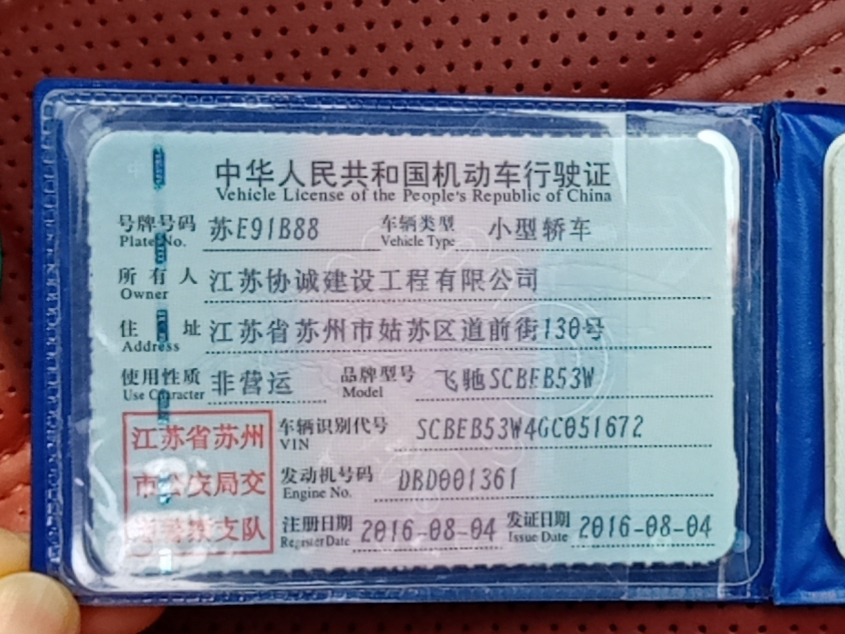 中华人民共和国机动车行驶证
Vehicle License of the People's Republic of China
号牌号码 苏E91B88 车辆类型 小型轿车
Plate No. Vehicle Type
所有人 江苏协诚建设工程有限公司
Owner
住址 江苏省苏州市姑苏区道前街130号
Address
使用性质 非营运 品牌型号 飞驰SCBEB53W
Use Character Model
江苏省苏州 车辆识别代号 SCBEB53W4GC051672
VIN
市公安局交 发动机号码 DBD001361
Engine No.
支队 注册日期 2016-08-04 发证日期 2016-08-04
Register Date Issue Date